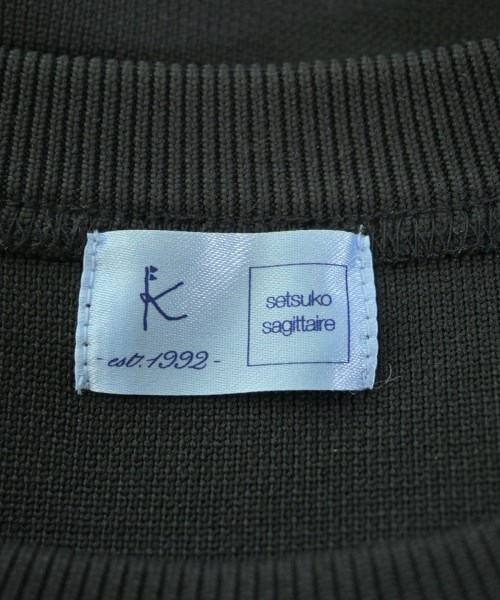 K
-est.1992-
setsuko
sagittaire